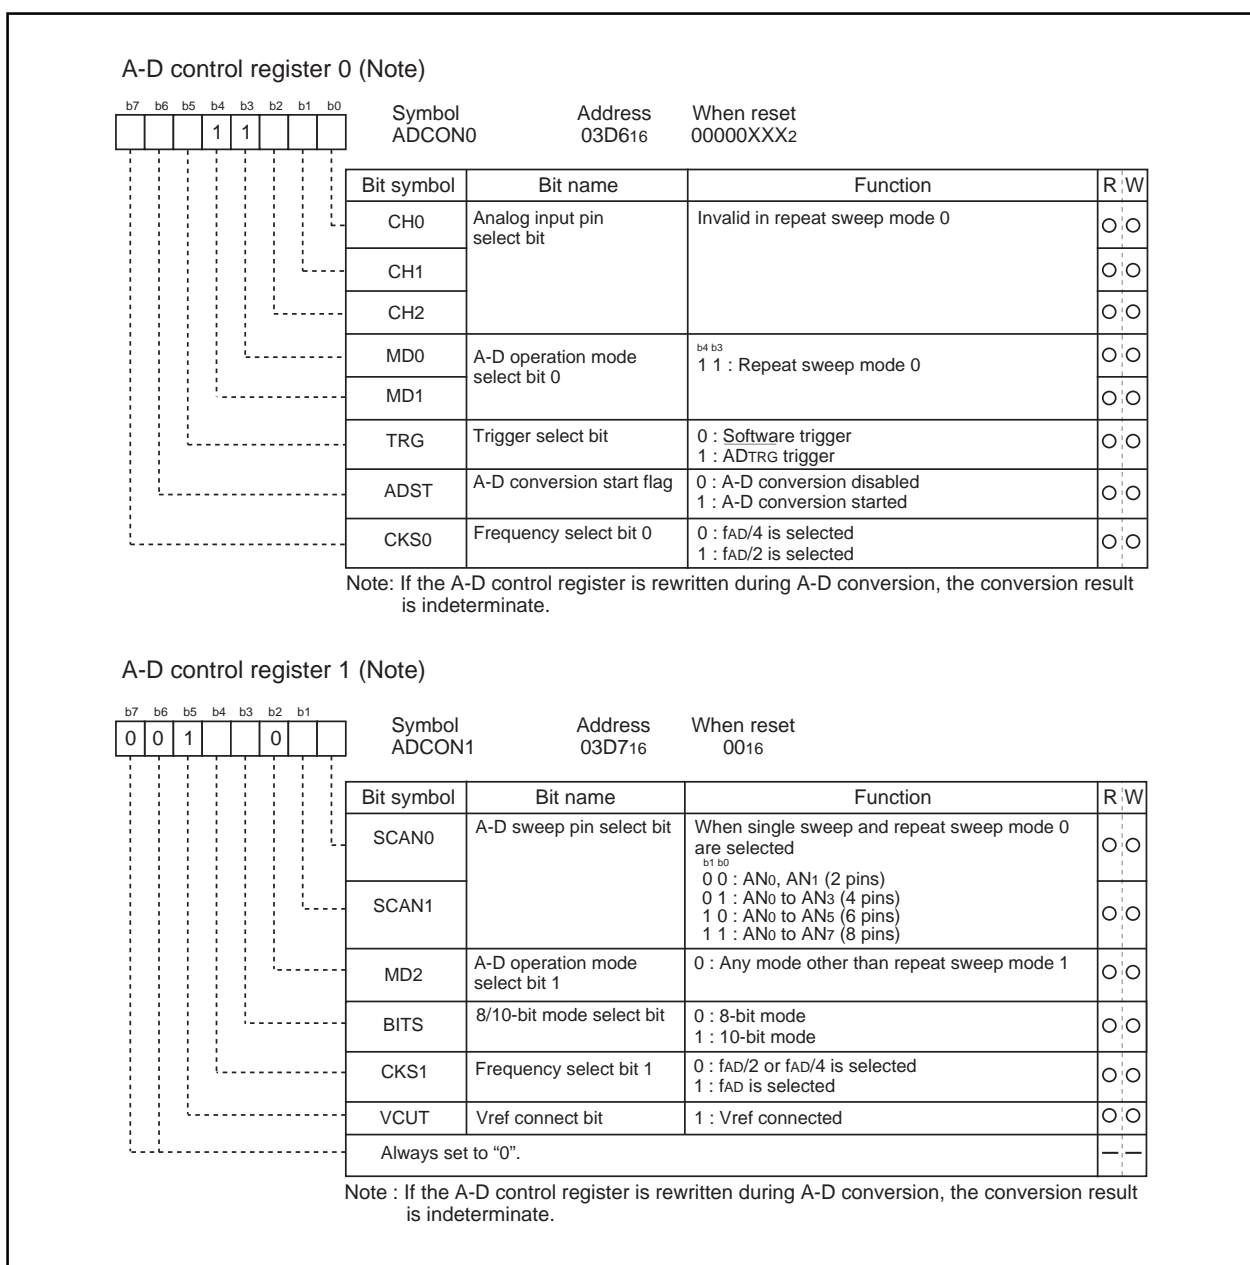 A-D control register 0 (Note)
b7 b6 b5 b4 b3 b2 b1 b0
1 1
Symbol Address When reset
ADCON0 03D616 00000XXX2
Bit symbol Bit name Function R W
CH0 Analog input pin select bit Invalid in repeat sweep mode 0
CH1
CH2
MD0 A-D operation mode select bit 0 b4 b3
1 1 : Repeat sweep mode 0
MD1
TRG Trigger select bit 0 : Software trigger
1 : ADTRG trigger
ADST A-D conversion start flag 0 : A-D conversion disabled
1 : A-D conversion started
CKS0 Frequency select bit 0 0 : fAD/4 is selected
1 : fAD/2 is selected
Note: If the A-D control register is rewritten during A-D conversion, the conversion result
is indeterminate.
A-D control register 1 (Note)
b7 b6 b5 b4 b3 b2 b1
0 0 1 0
Symbol Address When reset
ADCON1 03D716 0016
Bit symbol Bit name Function R W
SCAN0 A-D sweep pin select bit When single sweep and repeat sweep mode 0
are selected
b1 b0
0 0 : AN0, AN1 (2 pins)
0 1 : AN0 to AN3 (4 pins)
SCAN1 1 0 : AN0 to AN5 (6 pins)
1 1 : AN0 to AN7 (8 pins)
MD2 A-D operation mode select bit 1 0 : Any mode other than repeat sweep mode 1
BITS 8/10-bit mode select bit 0 : 8-bit mode
1 : 10-bit mode
CKS1 Frequency select bit 1 0 : fAD/2 or fAD/4 is selected
1 : fAD is selected
VCUT Vref connect bit 1 : Vref connected
Always set to “0”.
Note : If the A-D control register is rewritten during A-D conversion, the conversion result
is indeterminate.